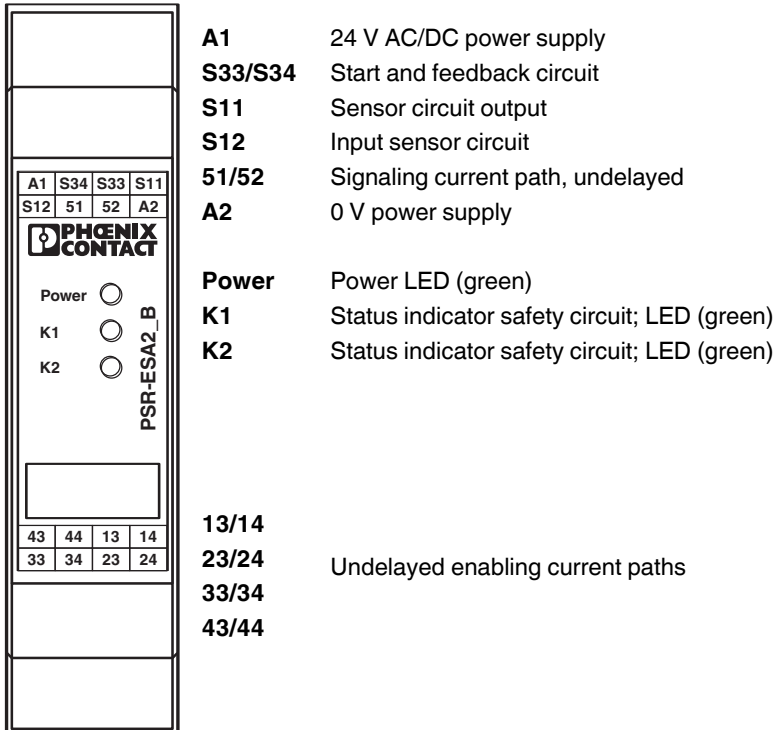 A1 24 V AC/DC power supply
S33/S34 Start and feedback circuit
S11 Sensor circuit output
S12 Input sensor circuit
51/52 Signaling current path, undelayed
A2 0 V power supply
Power Power LED (green)
K1 Status indicator safety circuit; LED (green)
K2 Status indicator safety circuit; LED (green)
13/14
23/24
33/34
43/44
Undelayed enabling current paths
A1 S34 S33 S11
S12 51 52 A2
PHŒNIX
CONTACT
Power
K1
K2
PSR-ESA2_B
43 44 13 14
33 34 23 24